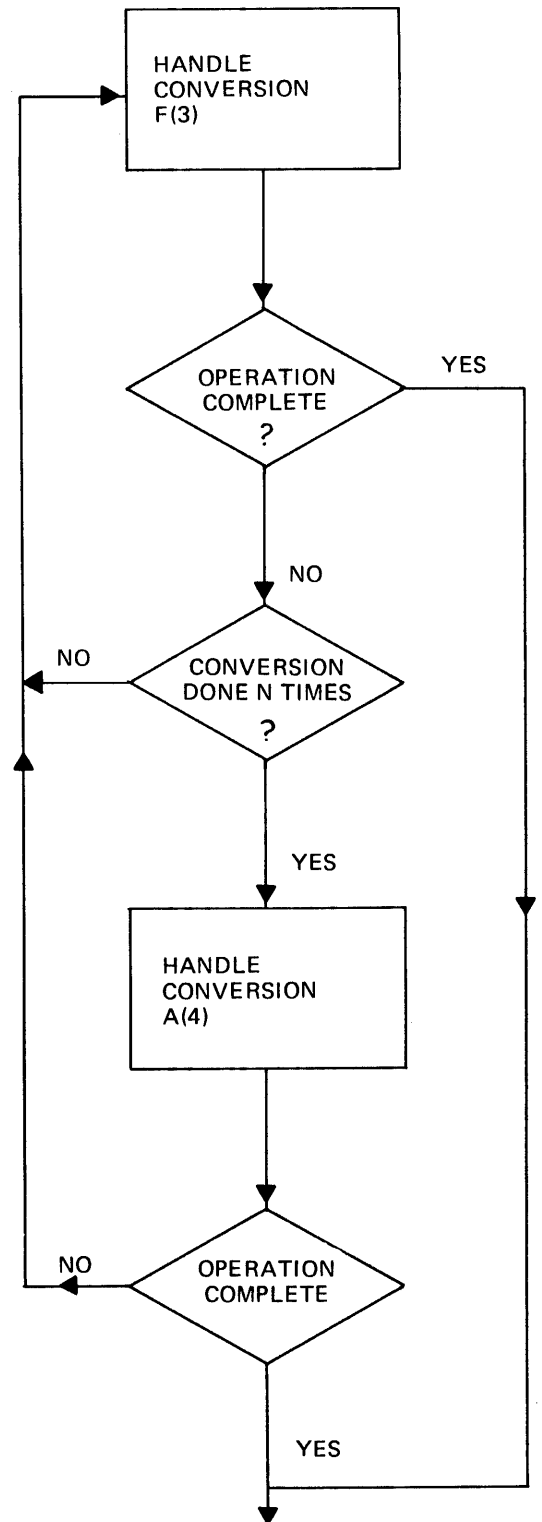 HANDLE
CONVERSION
F(3)
OPERATION
COMPLETE
?
YES
NO
CONVERSION
DONE N TIMES
?
NO
YES
HANDLE
CONVERSION
A(4)
OPERATION
COMPLETE
NO
YES